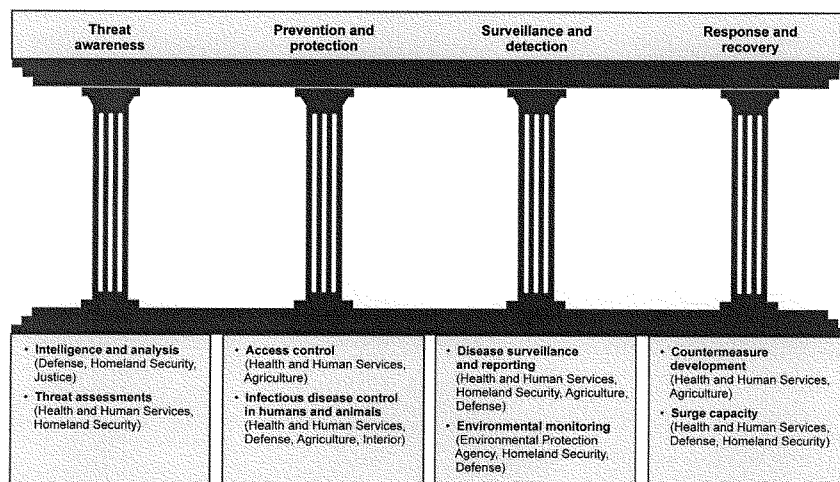 Threat
awareness
Prevention and
protection
Surveillance and
detection
Response and
recovery
• Intelligence and analysis
(Defense, Homeland Security,
Justice)
• Threat assessments
(Health and Human Services,
Homeland Security)
• Access control
(Health and Human Services,
Agriculture)
• Infectious disease control
in humans and animals
(Health and Human Services,
Defense, Agriculture, Interior)
• Disease surveillance
and reporting
(Health and Human Services,
Homeland Security, Agriculture,
Defense)
• Environmental monitoring
(Environmental Protection
Agency, Homeland Security,
Defense)
• Countermeasure
development
(Health and Human Services,
Agriculture)
• Surge capacity
(Health and Human Services,
Defense, Homeland Security)